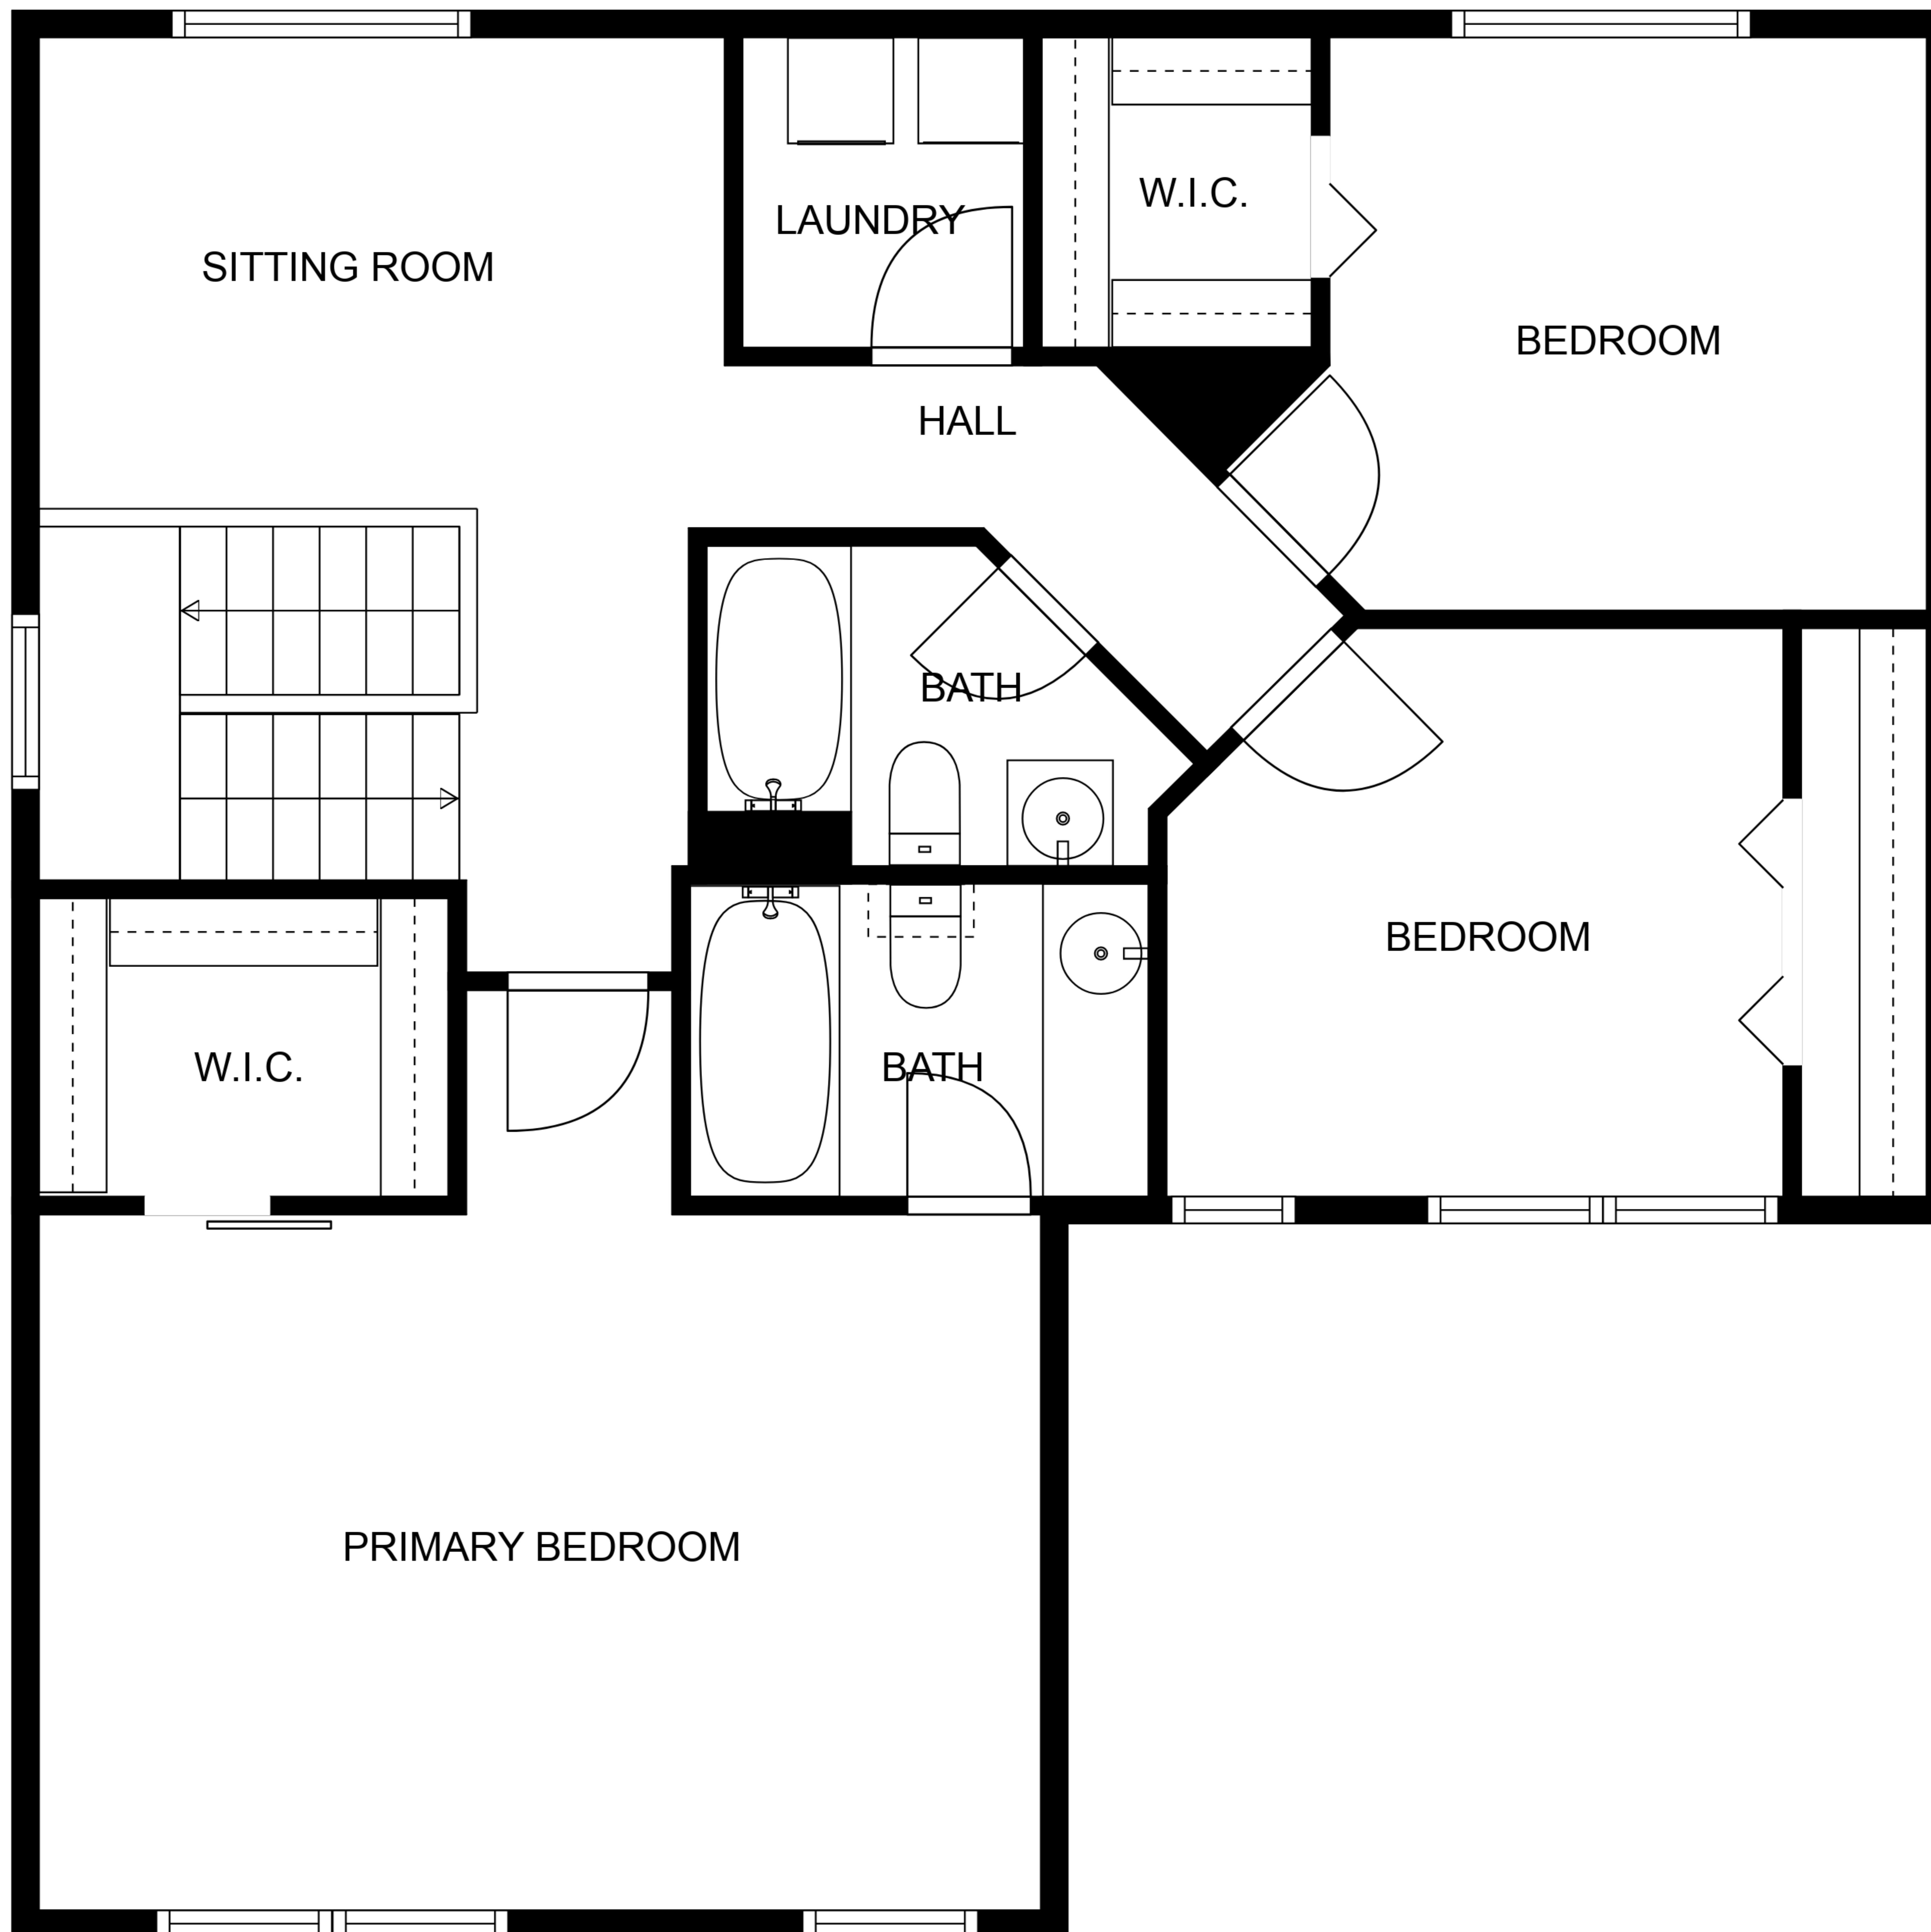 W.I.C.
LAUNDRY
SITTING ROOM
BEDROOM
HALL
BATH
BEDROOM
W.I.C.
BATH
PRIMARY BEDROOM